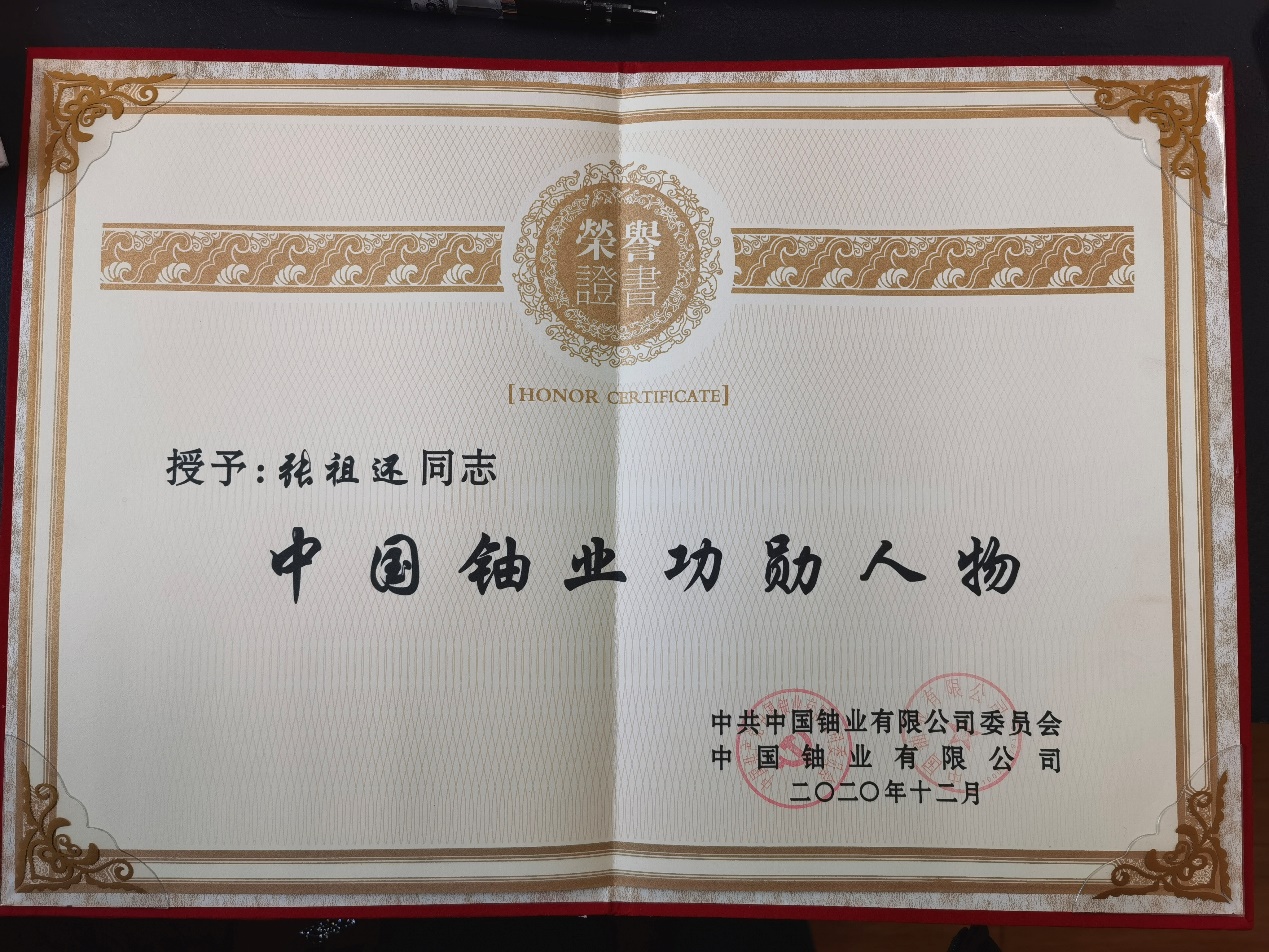 榮譽
證書
[HONOR CERTIFICATE]
授予:张祖还同志
中国铀业功勋人物
中共中国铀业有限公司委员会
中国铀业有限公司
二〇二〇年十二月